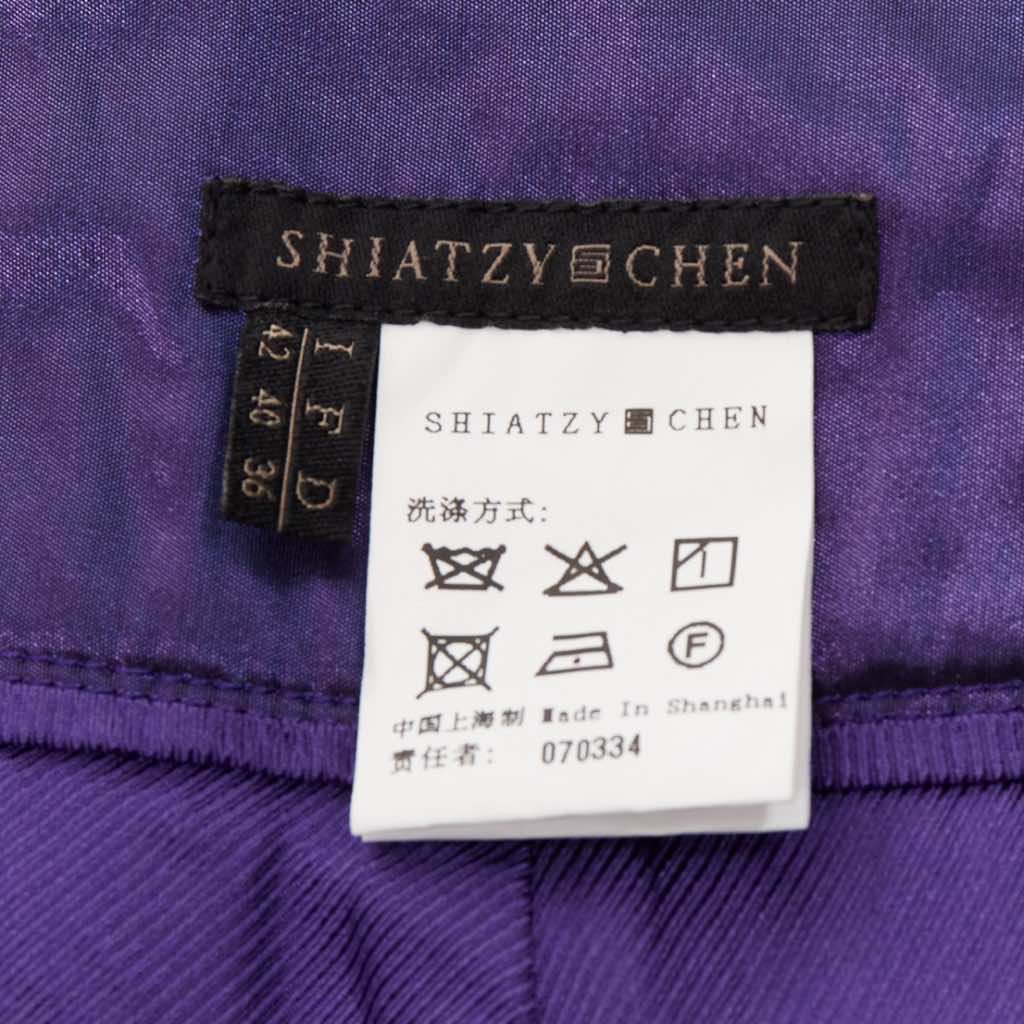 SHIATZY CHEN
I F D
42 40 36
SHIATZY CHEN
洗涤方式:
F
中国上海制 Made In Shanghai
责任者: 070334